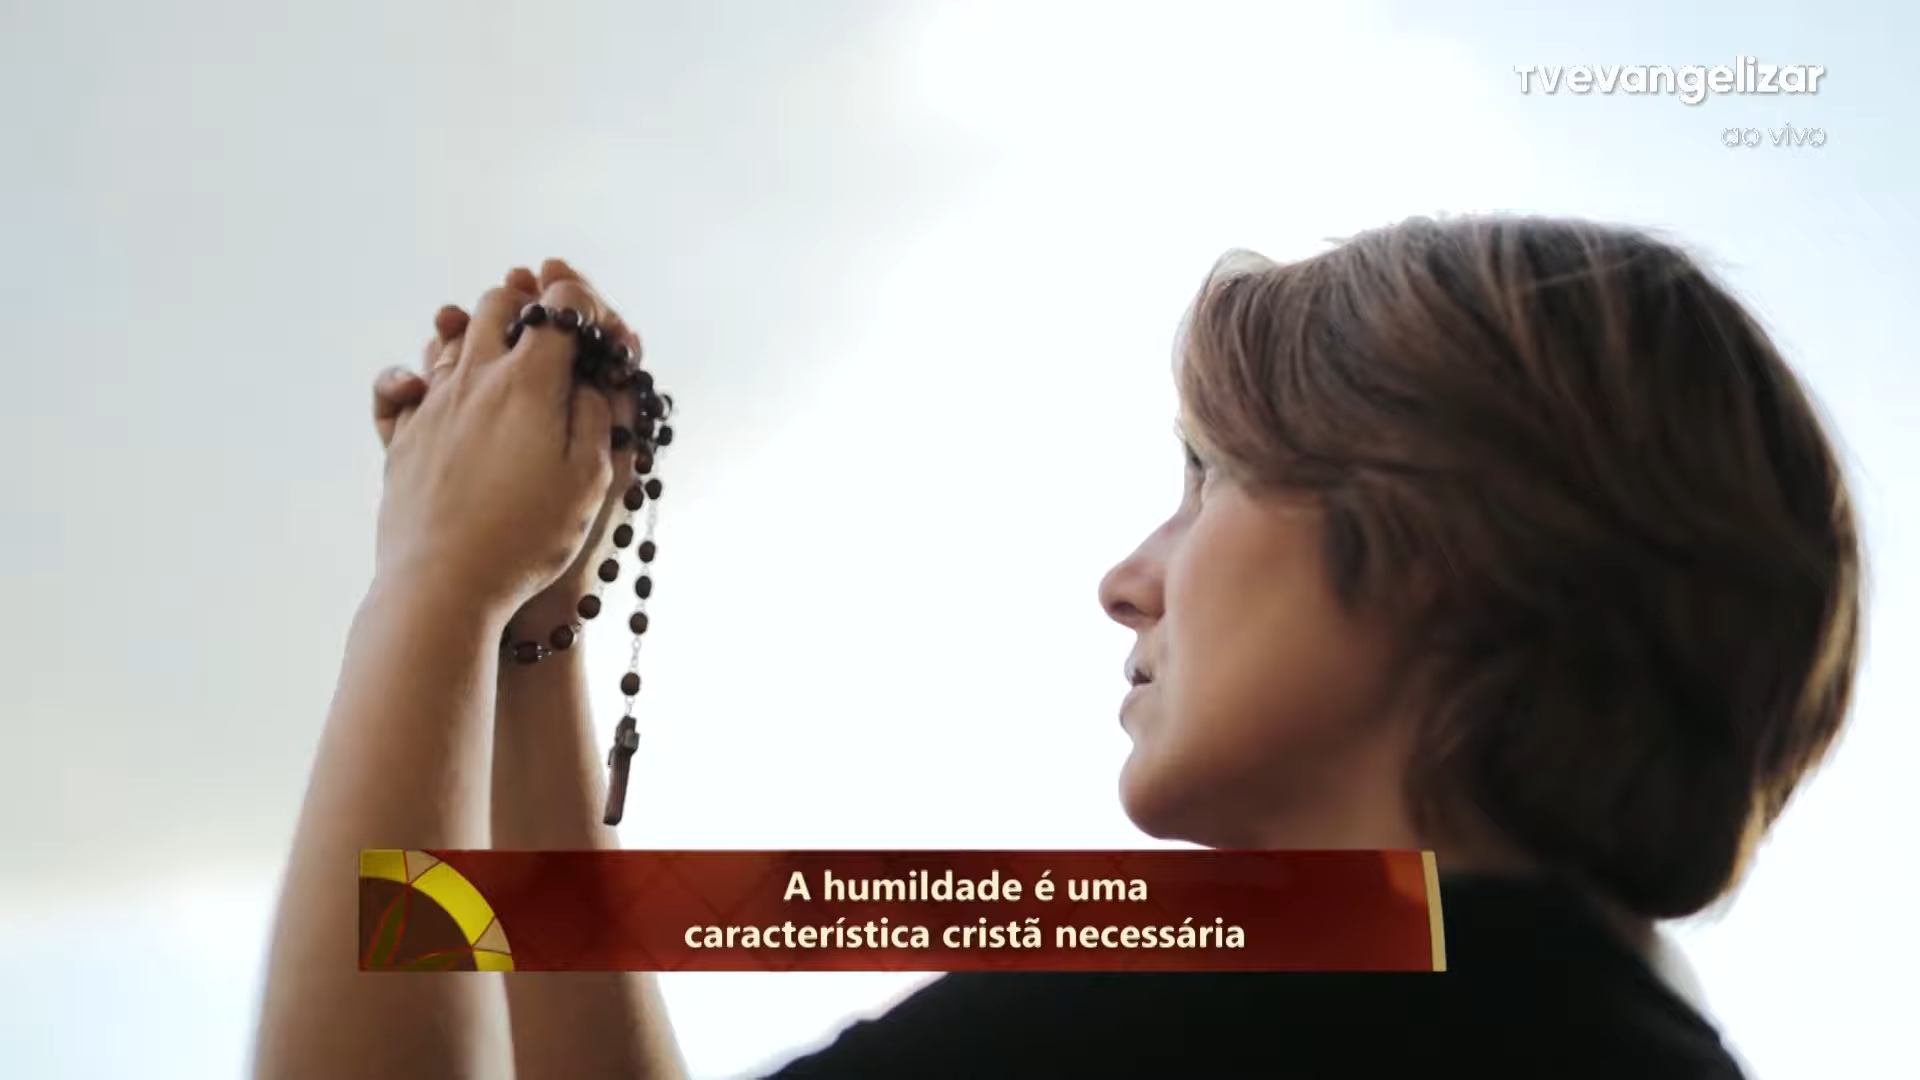 TVevangelizar
ao vivo
A humildade é uma
característica cristã necessária